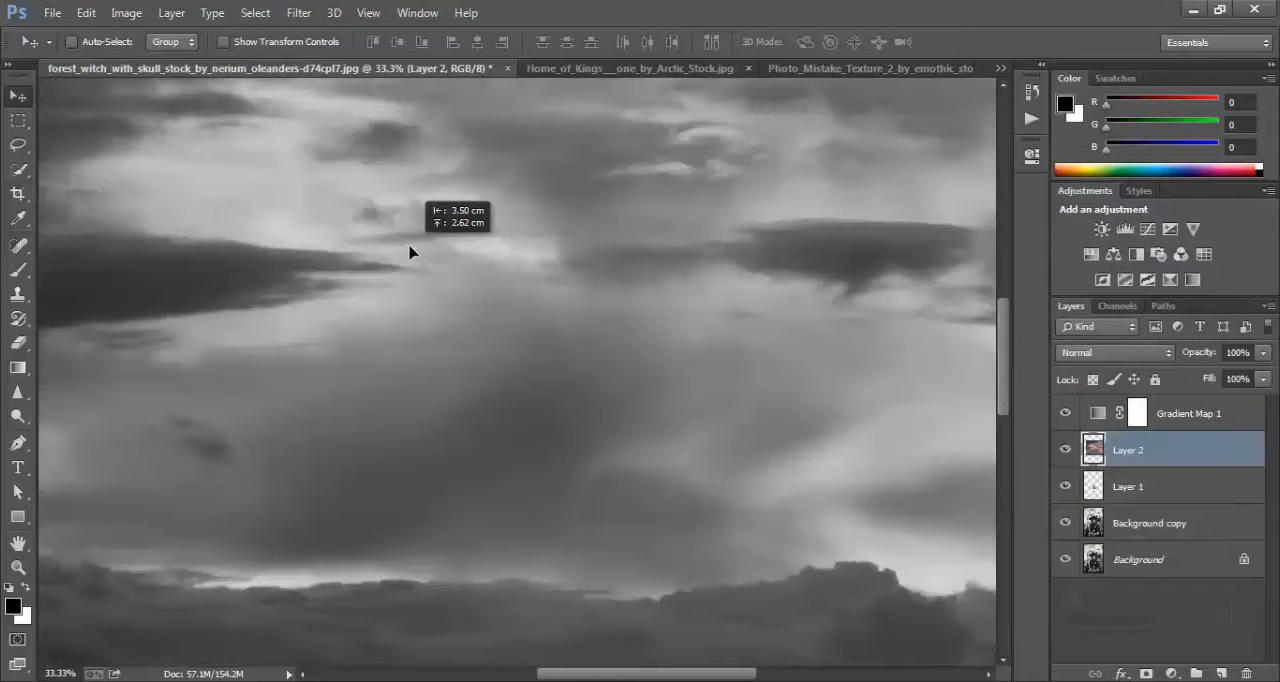 Ps File Edit Image Layer Type Select Filter 3D View Window Help
Auto-Select: Group Show Transform Controls 3D Mode: Essentials
forest_witch_with_skull_stock_by_nerium_oleanders-d74cpf7.jpg @ 33.3% (Layer 2, RGB/8) * × Home_of_Kings___one_by_Arctic_Stock.jpg × Photo_Mistake_Texture_2_by_emothic_sto
Color Swatches
R 0
G 0
B 0
Adjustments Styles
Add an adjustment
3.50 cm
2.62 cm
Layers Channels Paths
Kind
Normal Opacity: 100%
Lock: Fill: 100%
Gradient Map 1
Layer 2
Layer 1
Background copy
Background
33.33% Doc: 57.1M/154.2M